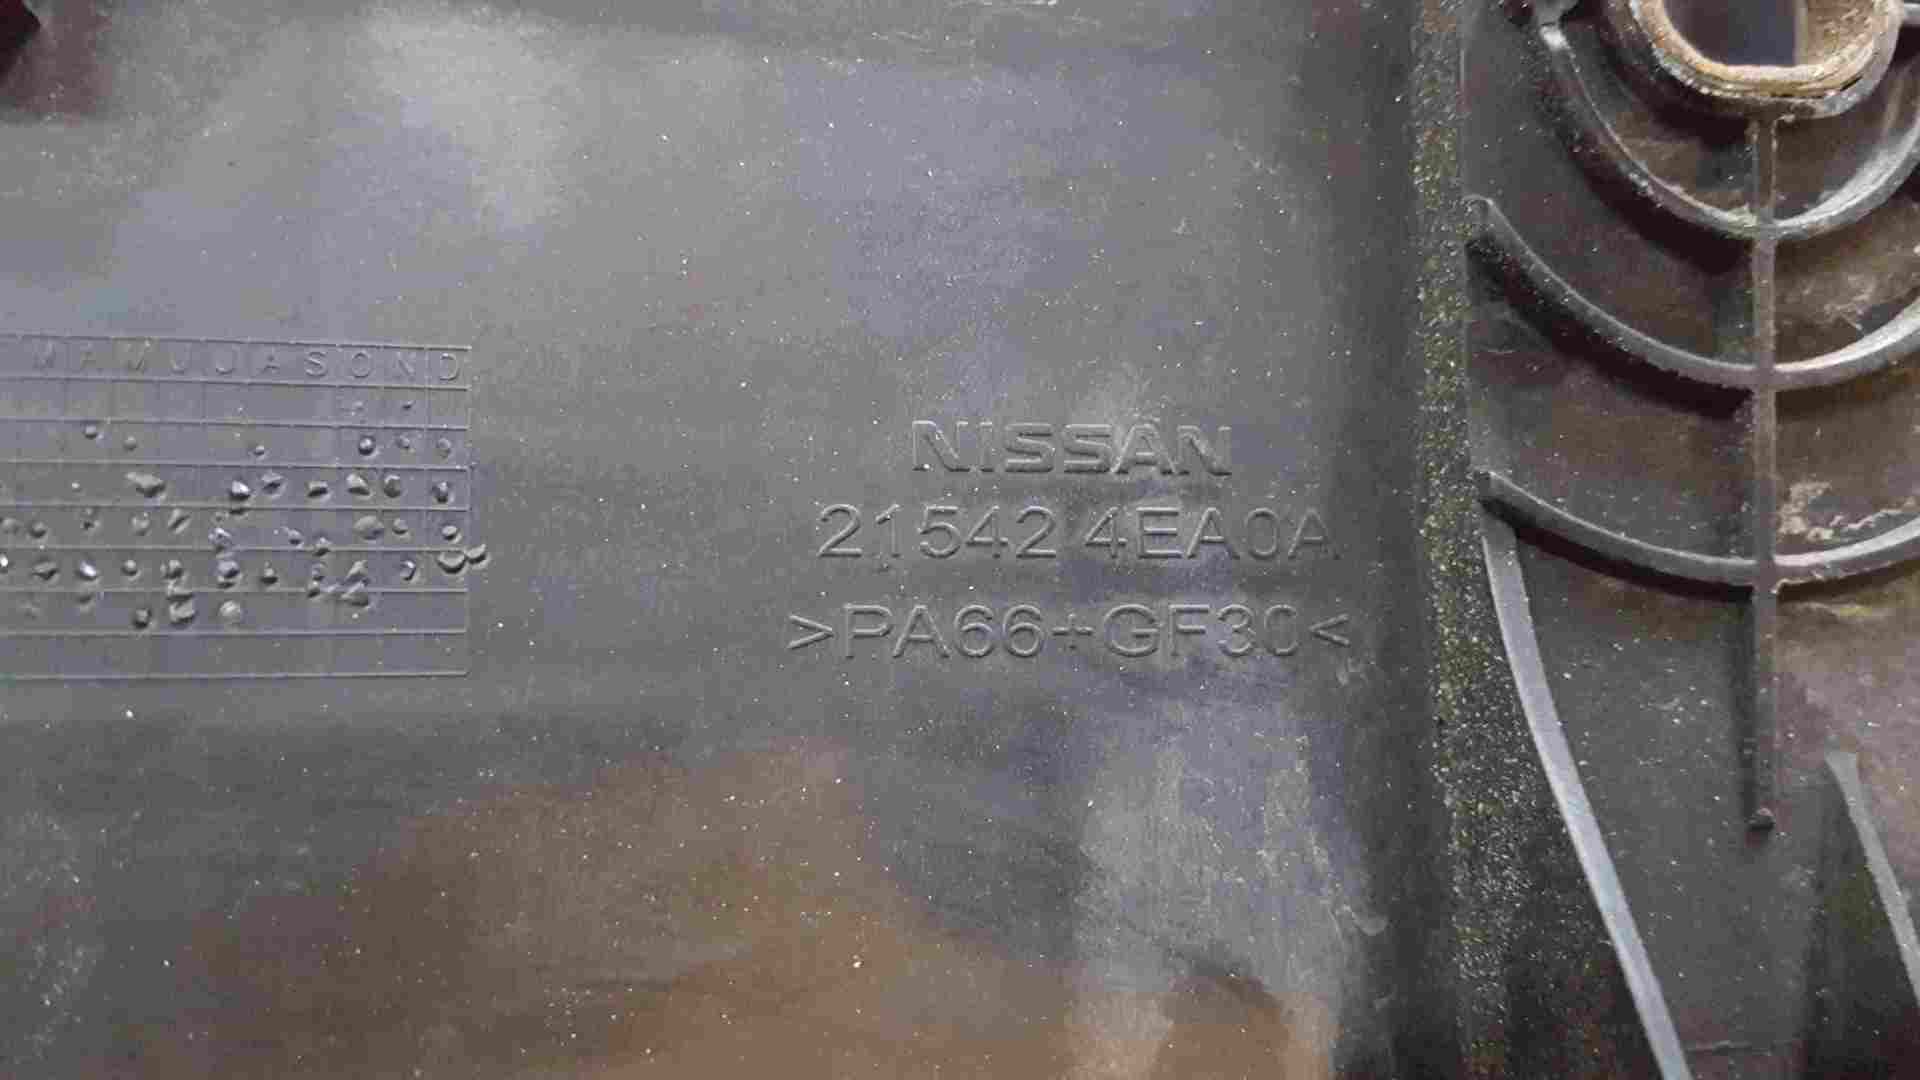 M A M J J A S O N D
NISSAN
21542 4EA0A
>PA66+GF30<